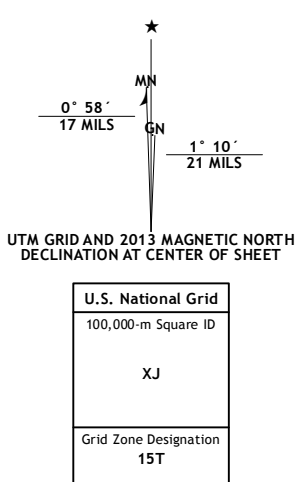 ★
MN
0° 58´
17 MILS
GN
1° 10´
21 MILS
UTM GRID AND 2013 MAGNETIC NORTH
DECLINATION AT CENTER OF SHEET
U.S. National Grid
100,000-m Square ID
XJ
Grid Zone Designation
15T